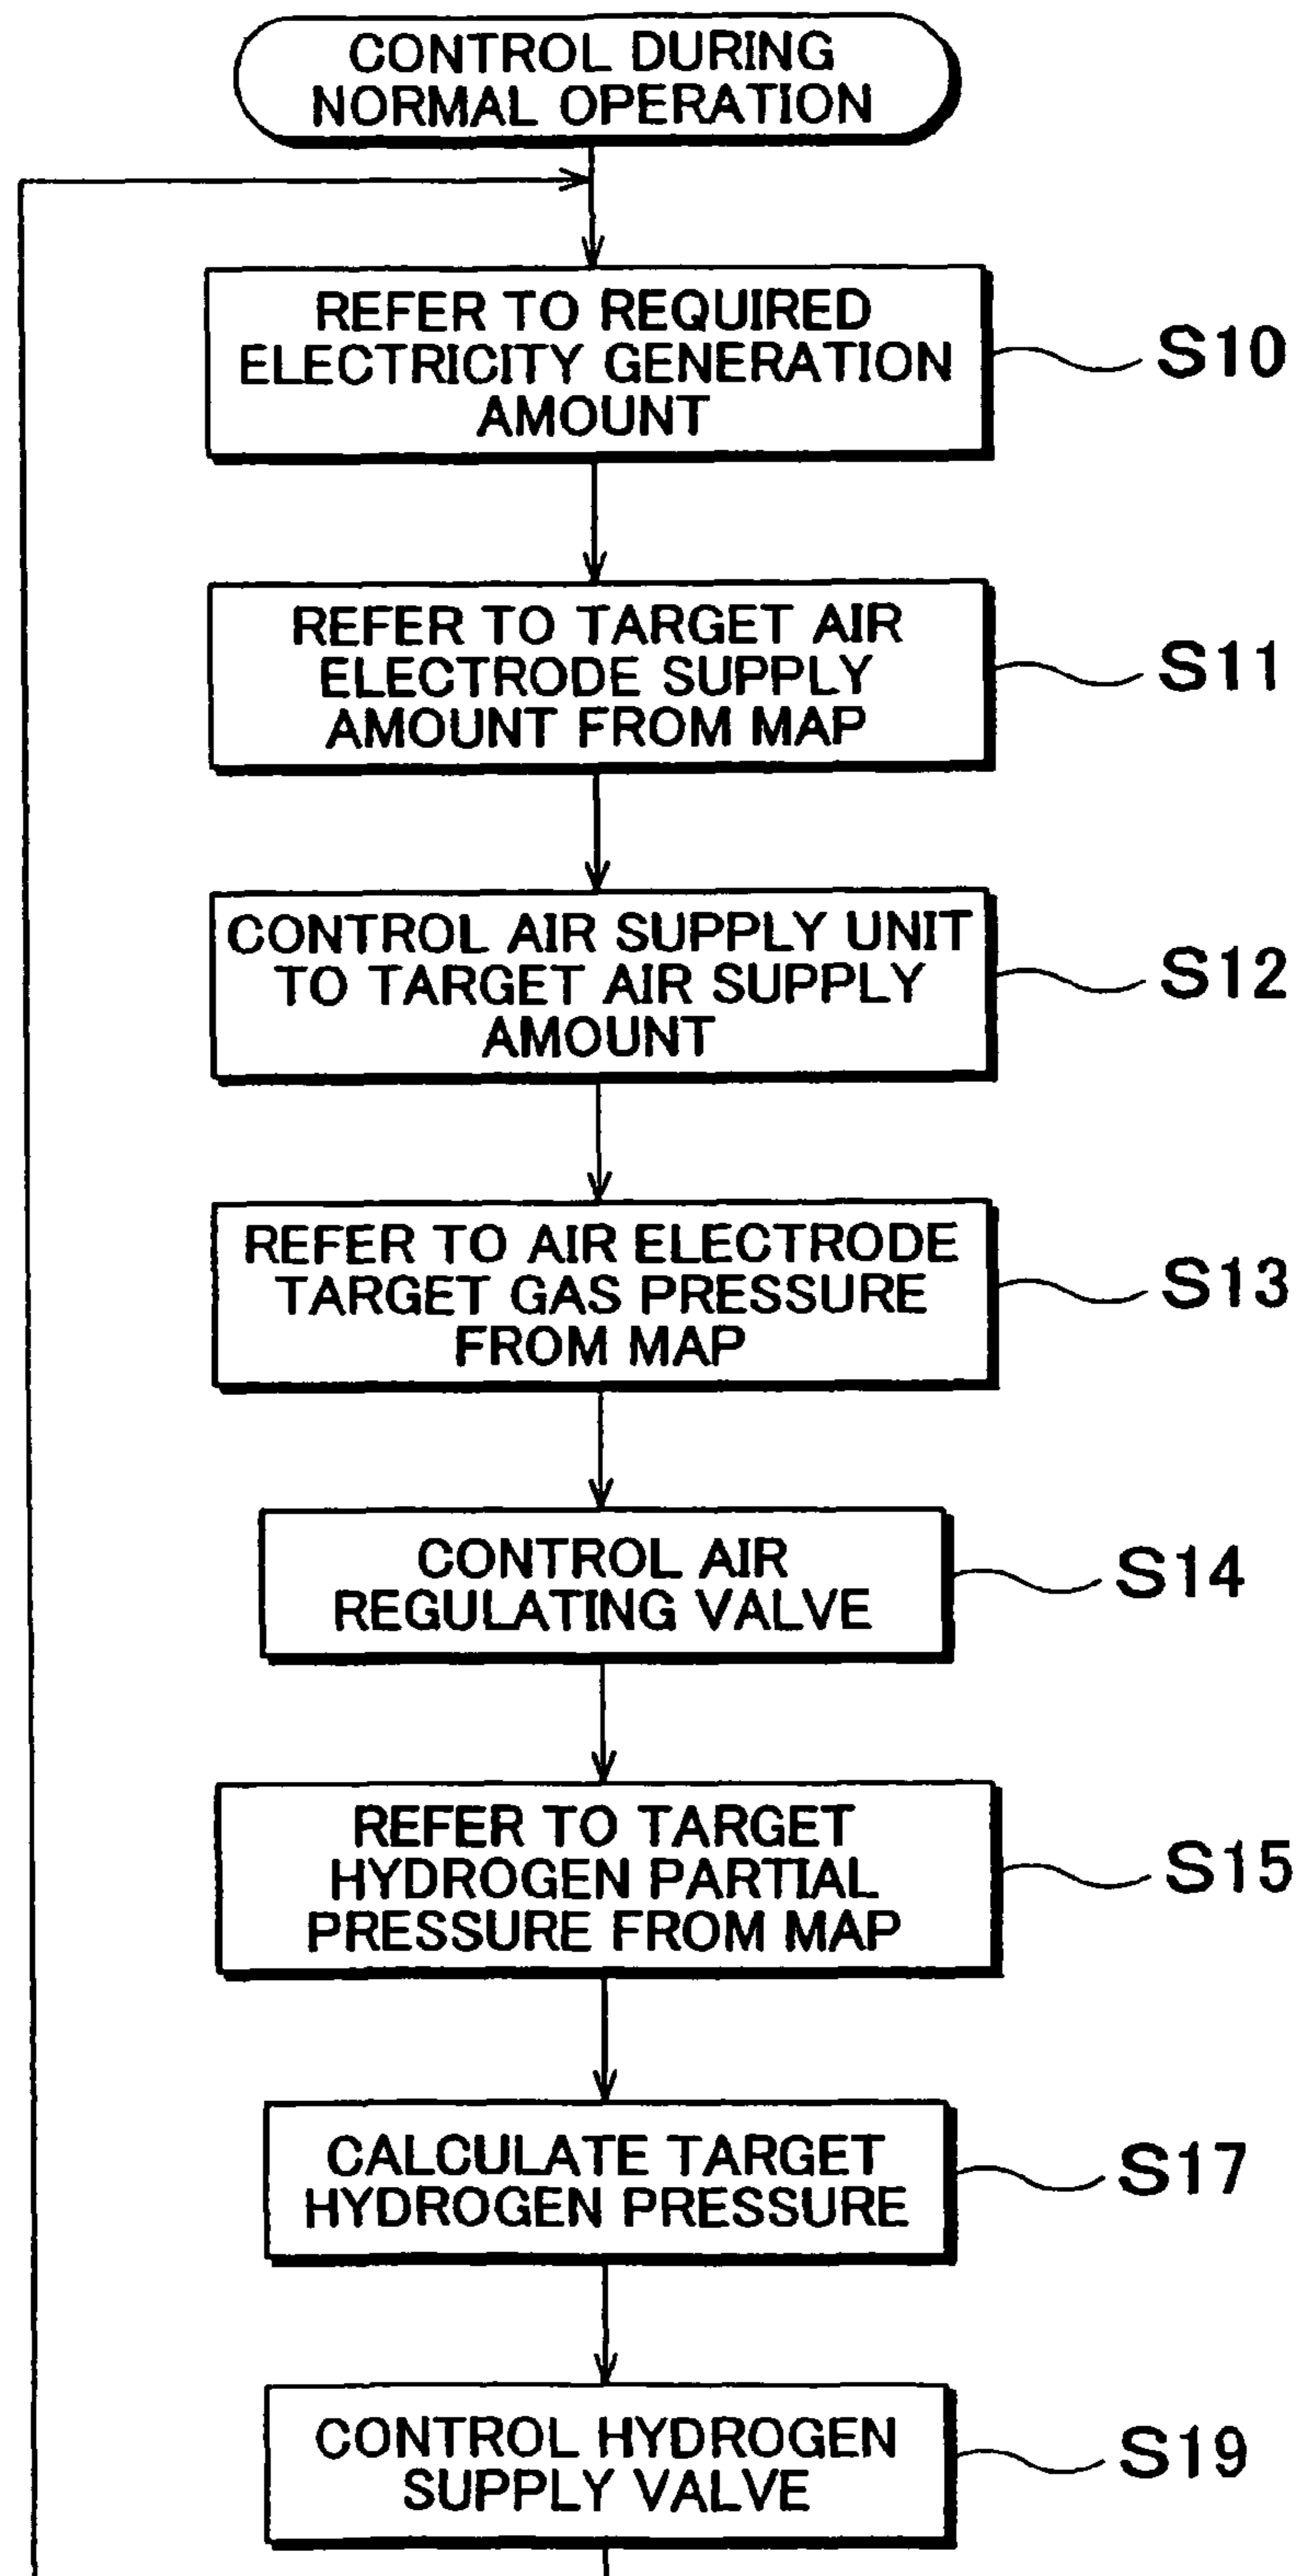 CONTROL DURING
NORMAL OPERATION
REFER TO REQUIRED
ELECTRICITY GENERATION
AMOUNT
S10
REFER TO TARGET AIR
ELECTRODE SUPPLY
AMOUNT FROM MAP
S11
CONTROL AIR SUPPLY UNIT
TO TARGET AIR SUPPLY
AMOUNT
S12
REFER TO AIR ELECTRODE
TARGET GAS PRESSURE
FROM MAP
S13
CONTROL AIR
REGULATING VALVE
S14
REFER TO TARGET
HYDROGEN PARTIAL
PRESSURE FROM MAP
S15
CALCULATE TARGET
HYDROGEN PRESSURE
S17
CONTROL HYDROGEN
SUPPLY VALVE
S19